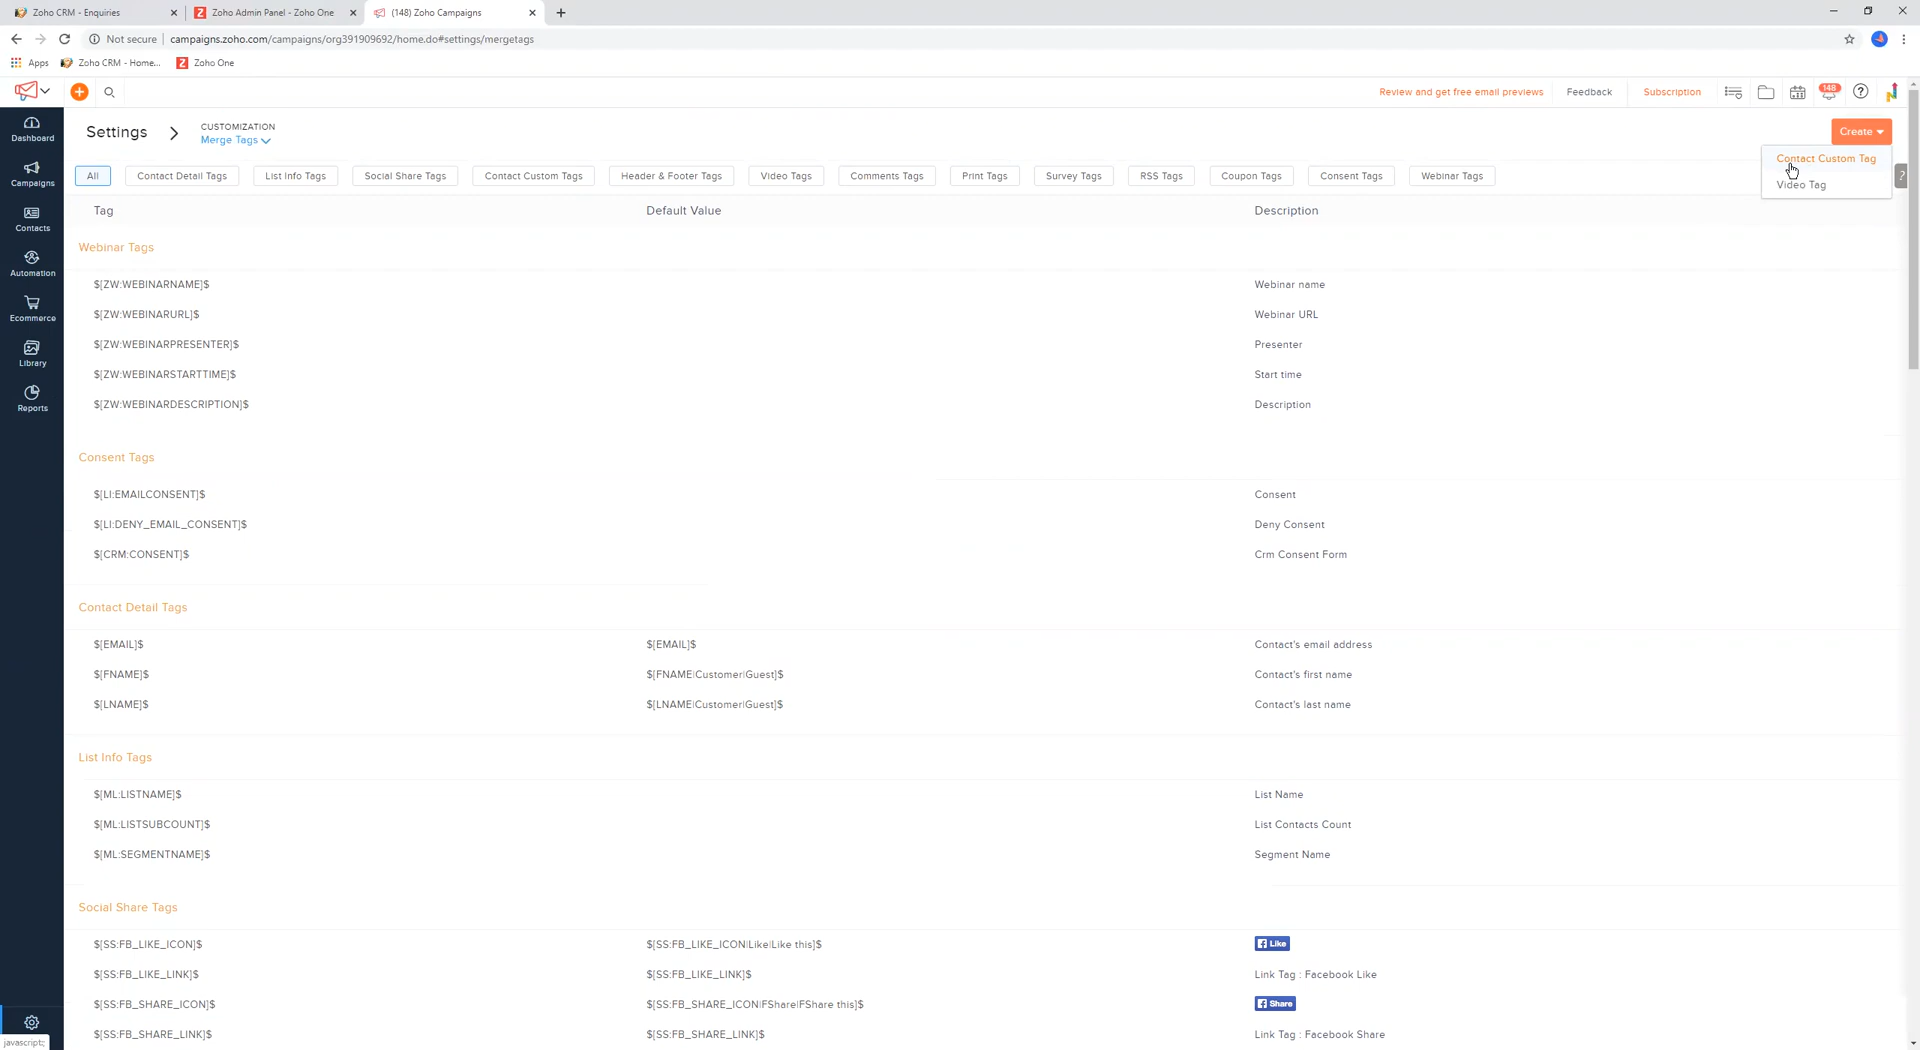 Zoho CRM - Enquiries
Zoho Admin Panel - Zoho One
(148) Zoho Campaigns
Not secure
campaigns.zoho.com/campaigns/org391909692/home.do#settings/mergetags
Apps
Zoho CRM - Home...
Zoho One
Review and get free email previews
Feedback
Subscription
148
Dashboard
Campaigns
Contacts
Automation
Ecommerce
Library
Reports
Settings
CUSTOMIZATION
Merge Tags
Create
Contact Custom Tag
Video Tag
?
All
Contact Detail Tags
List Info Tags
Social Share Tags
Contact Custom Tags
Header & Footer Tags
Video Tags
Comments Tags
Print Tags
Survey Tags
RSS Tags
Coupon Tags
Consent Tags
Webinar Tags
Tag Default Value Description
Webinar Tags
$[ZW:WEBINARNAME]$ Webinar name
$[ZW:WEBINARURL]$ Webinar URL
$[ZW:WEBINARPRESENTER]$ Presenter
$[ZW:WEBINARSTARTTIME]$ Start time
$[ZW:WEBINARDESCRIPTION]$ Description
Consent Tags
$[LI:EMAILCONSENT]$ Consent
$[LI:DENY_EMAIL_CONSENT]$ Deny Consent
$[CRM:CONSENT]$ Crm Consent Form
Contact Detail Tags
$[EMAIL]$ $[EMAIL]$ Contact's email address
$[FNAME]$ $[FNAME|Customer|Guest]$ Contact's first name
$[LNAME]$ $[LNAME|Customer|Guest]$ Contact's last name
List Info Tags
$[ML:LISTNAME]$ List Name
$[ML:LISTSUBCOUNT]$ List Contacts Count
$[ML:SEGMENTNAME]$ Segment Name
Social Share Tags
$[SS:FB_LIKE_ICON]$ $[SS:FB_LIKE_ICON|Like|Like this]$ Like
$[SS:FB_LIKE_LINK]$ $[SS:FB_LIKE_LINK]$ Link Tag : Facebook Like
$[SS:FB_SHARE_ICON]$ $[SS:FB_SHARE_ICON|FShare|FShare this]$ Share
$[SS:FB_SHARE_LINK]$ $[SS:FB_SHARE_LINK]$ Link Tag : Facebook Share
javascript:;